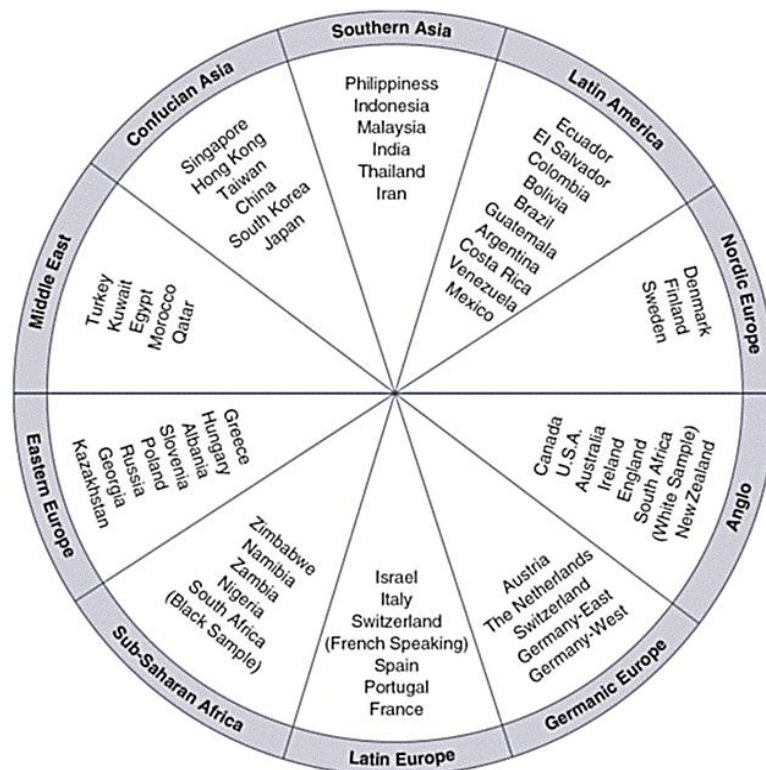 Southern Asia
Philippiness
Indonesia
Malaysia
India
Thailand
Iran
Latin America
Ecuador
El Salvador
Colombia
Bolivia
Brazil
Guatemala
Argentina
Costa Rica
Venezuela
Mexico
Nordic Europe
Denmark
Finland
Sweden
Anglo
Canada
U.S.A.
Australia
Ireland
England
South Africa
(White Sample)
New Zealand
Germanic Europe
Austria
The Netherlands
Switzerland
Germany-East
Germany-West
Latin Europe
Israel
Italy
Switzerland
(French Speaking)
Spain
Portugal
France
Sub-Saharan Africa
Zimbabwe
Namibia
Zambia
Nigeria
South Africa
(Black Sample)
Eastern Europe
Greece
Hungary
Albania
Slovenia
Poland
Russia
Georgia
Kazakhstan
Middle East
Turkey
Kuwait
Egypt
Morocco
Qatar
Confucian Asia
Singapore
Hong Kong
Taiwan
China
South Korea
Japan